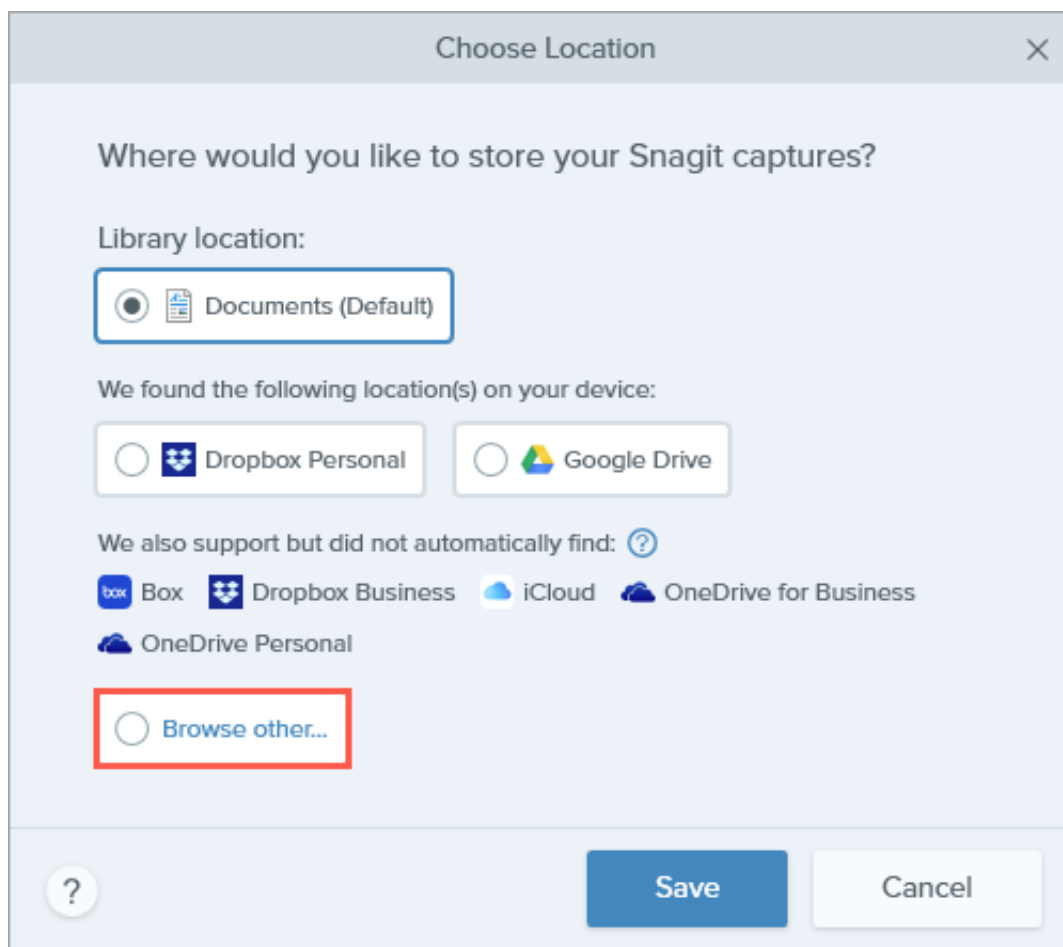 Choose Location
Where would you like to store your Snagit captures?
Library location:
Documents (Default)
We found the following location(s) on your device:
Dropbox Personal Google Drive
We also support but did not automatically find: ?
box Box Dropbox Business iCloud OneDrive for Business
OneDrive Personal
Browse other...
? Save Cancel